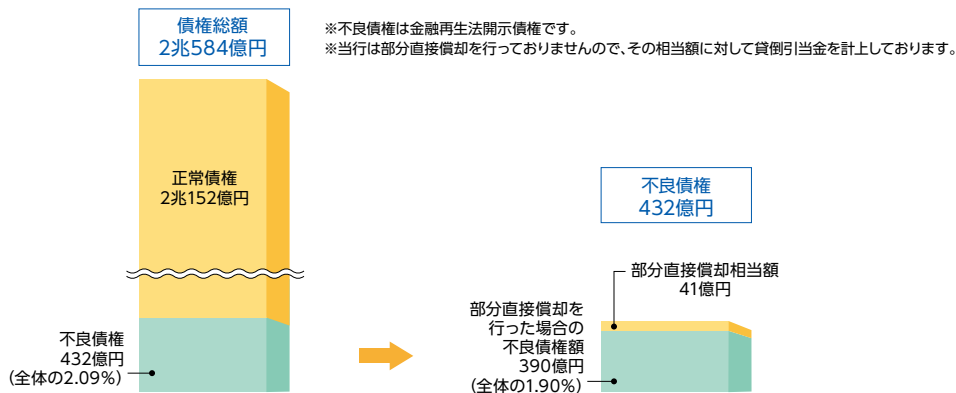 債権総額
2兆584億円
※不良債権は金融再生法開示債権です。
※当行は部分直接償却を行っておりませんので、その相当額に対して貸倒引当金を計上しております。
正常債権
2兆152億円
不良債権
432億円
(全体の2.09%)
不良債権
432億円
部分直接償却相当額
41億円
部分直接償却を
行った場合の
不良債権額
390億円
(全体の1.90%)